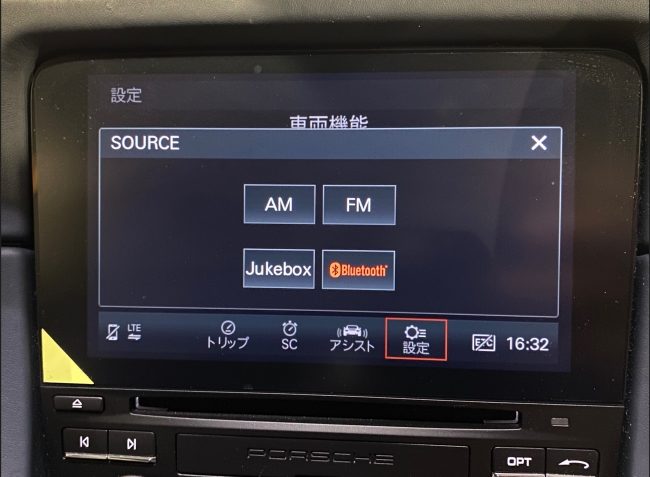 設定
車両機能
SOURCE
AM FM
Jukebox Bluetooth
LTE トリップ SC アシスト 設定 ETC 16:32
PORSCHE OPT